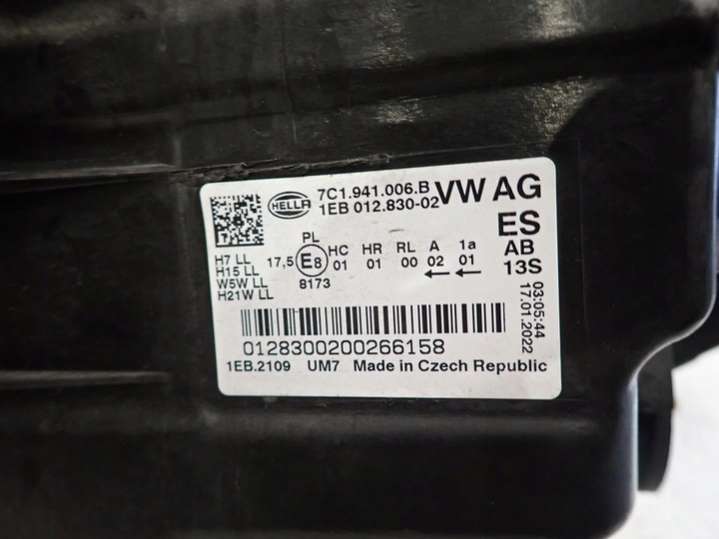 HELLA
7C1.941.006.B VW AG
1EB 012.830-02
ES
PL HC HR RL A 1a AB
H7 LL 17,5 E8 01 01 00 02 01 13S
H15 LL
W5W LL 8173
H21W LL
03:05:44
17.01.2022
0128300200266158
1EB.2109 UM7 Made in Czech Republic